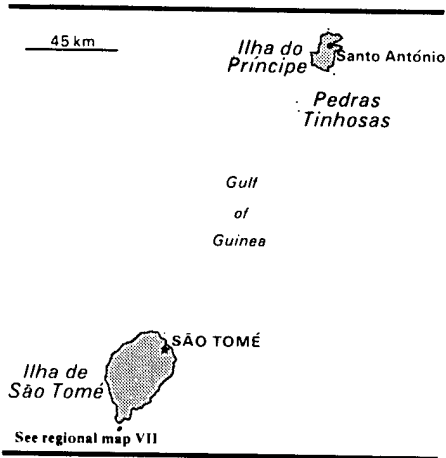 45 km
Ilha do
Príncipe
Santo António
Pedras
Tinhosas
Gulf
of
Guinea
SÃO TOMÉ
Ilha de
São Tomé
See regional map VII